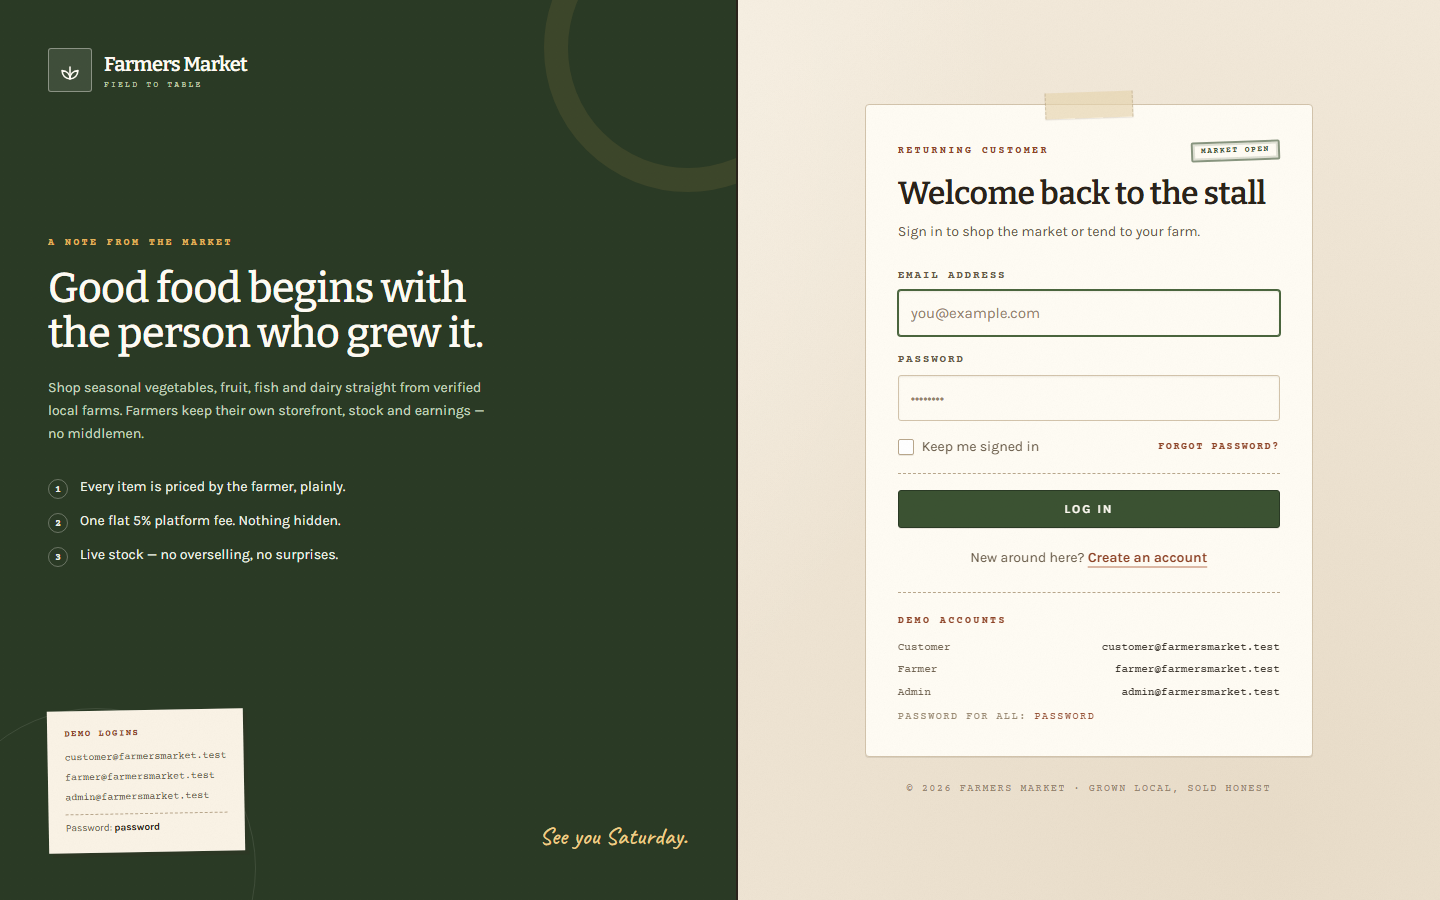 Farmers Market
FIELD TO TABLE
A NOTE FROM THE MARKET
Good food begins with
the person who grew it.
Shop seasonal vegetables, fruit, fish and dairy straight from verified
local farms. Farmers keep their own storefront, stock and earnings —
no middlemen.
1 Every item is priced by the farmer, plainly.
2 One flat 5% platform fee. Nothing hidden.
3 Live stock — no overselling, no surprises.
DEMO LOGINS
customer@farmersmarket.test
farmer@farmersmarket.test
admin@farmersmarket.test
Password: password
See you Saturday.
RETURNING CUSTOMER
MARKET OPEN
Welcome back to the stall
Sign in to shop the market or tend to your farm.
EMAIL ADDRESS
you@example.com
PASSWORD
••••••••
Keep me signed in
FORGOT PASSWORD?
LOG IN
New around here? Create an account
DEMO ACCOUNTS
Customer customer@farmersmarket.test
Farmer farmer@farmersmarket.test
Admin admin@farmersmarket.test
PASSWORD FOR ALL: PASSWORD
© 2026 FARMERS MARKET · GROWN LOCAL, SOLD HONEST